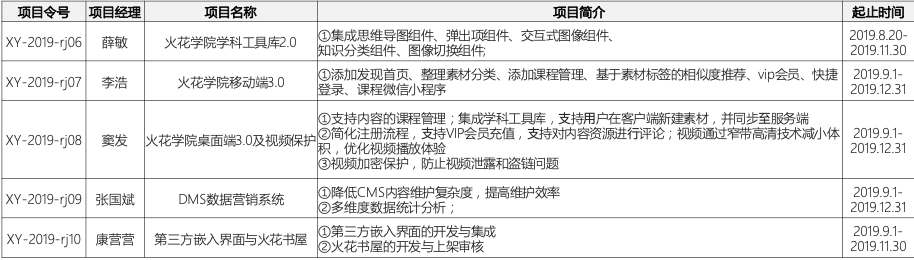 项目令号 项目经理 项目名称 项目简介 起止时间
XY-2019-rj06 薛敏 火花学院学科工具库2.0 ①集成思维导图组件、弹出项组件、交互式图像组件、 2019.8.20-
知识分类组件、图像切换组件; 2019.11.30
XY-2019-rj07 李浩 火花学院移动端3.0 ①添加发现首页、整理素材分类、添加课程管理、基于素材标签的相似度推荐、vip会员、快捷 2019.9.1-
登录、课程微信小程序 2019.12.31
XY-2019-rj08 窦发 火花学院桌面端3.0及视频保护 ①支持内容的课程管理；集成学科工具库，支持用户在客户端新建素材，并同步至服务端
②简化注册流程，支持VIP会员充值，支持对内容资源进行评论；视频通过窄带高清技术减小体 2019.9.1-
积，优化视频播放体验 2019.12.31
③视频加密保护，防止视频泄露和盗链问题
XY-2019-rj09 张国斌 DMS数据营销系统 ①降低CMS内容维护复杂度，提高维护效率 2019.9.1-
②多维度数据统计分析； 2019.12.31
XY-2019-rj10 康营营 第三方嵌入界面与火花书屋 ①第三方嵌入界面的开发与集成 2019.9.1-
②火花书屋的开发与上架审核 2019.11.30